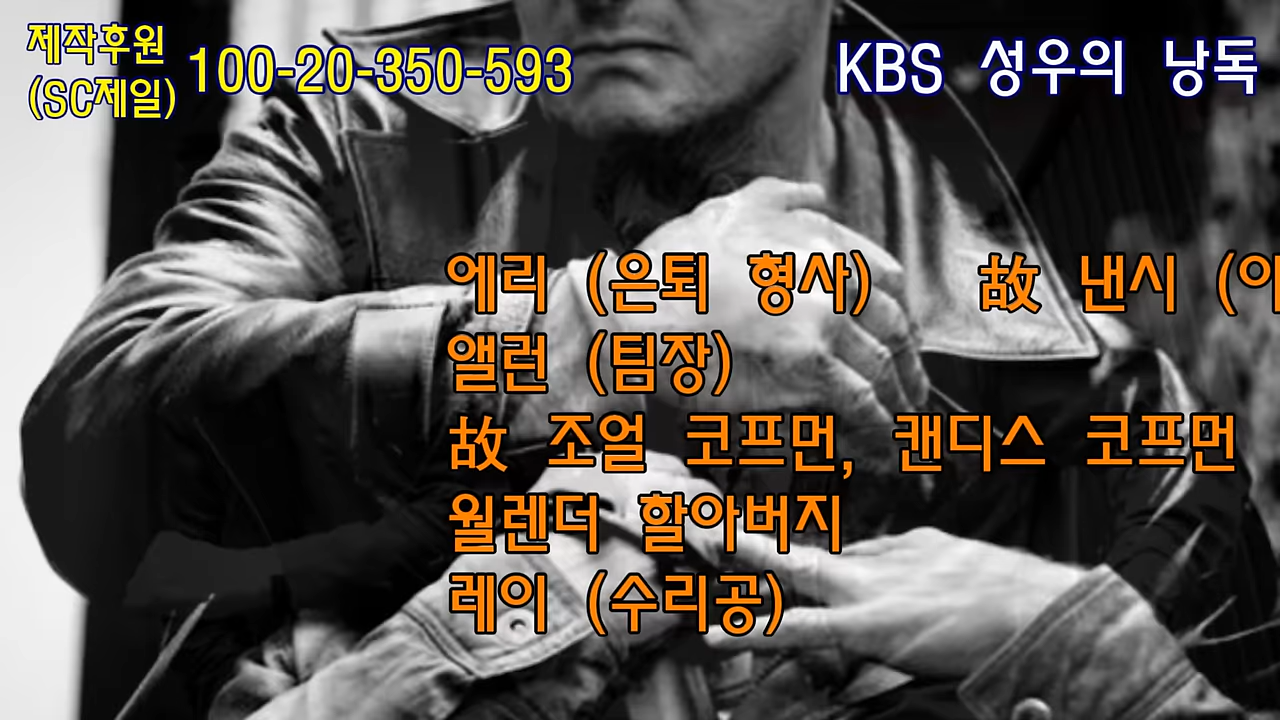 제작후원
(SC제일) 100-20-350-593
KBS 성우의 낭독
에리 (은퇴 형사) 故 낸시
앨런 (팀장)
故 조얼 코프먼, 캔디스 코프먼
월렌더 할아버지
레이 (수리공)